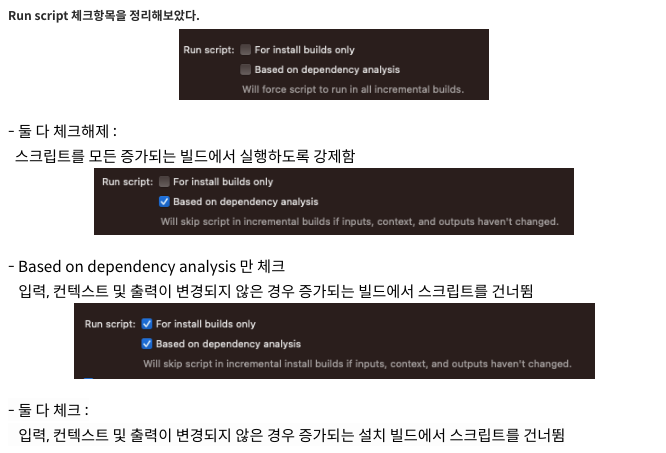 Run script 체크항목을 정리해보았다.
Run script: For install builds only
Based on dependency analysis
Will force script to run in all incremental builds.
- 둘 다 체크해제 :
스크립트를 모든 증가되는 빌드에서 실행하도록 강제함
Run script: For install builds only
Based on dependency analysis
Will skip script in incremental builds if inputs, context, and outputs haven't changed.
- Based on dependency analysis 만 체크
입력, 컨텍스트 및 출력이 변경되지 않은 경우 증가되는 빌드에서 스크립트를 건너뜀
Run script: For install builds only
Based on dependency analysis
Will skip script in incremental install builds if inputs, context, and outputs haven't changed.
- 둘 다 체크 :
입력, 컨텍스트 및 출력이 변경되지 않은 경우 증가되는 설치 빌드에서 스크립트를 건너뜀